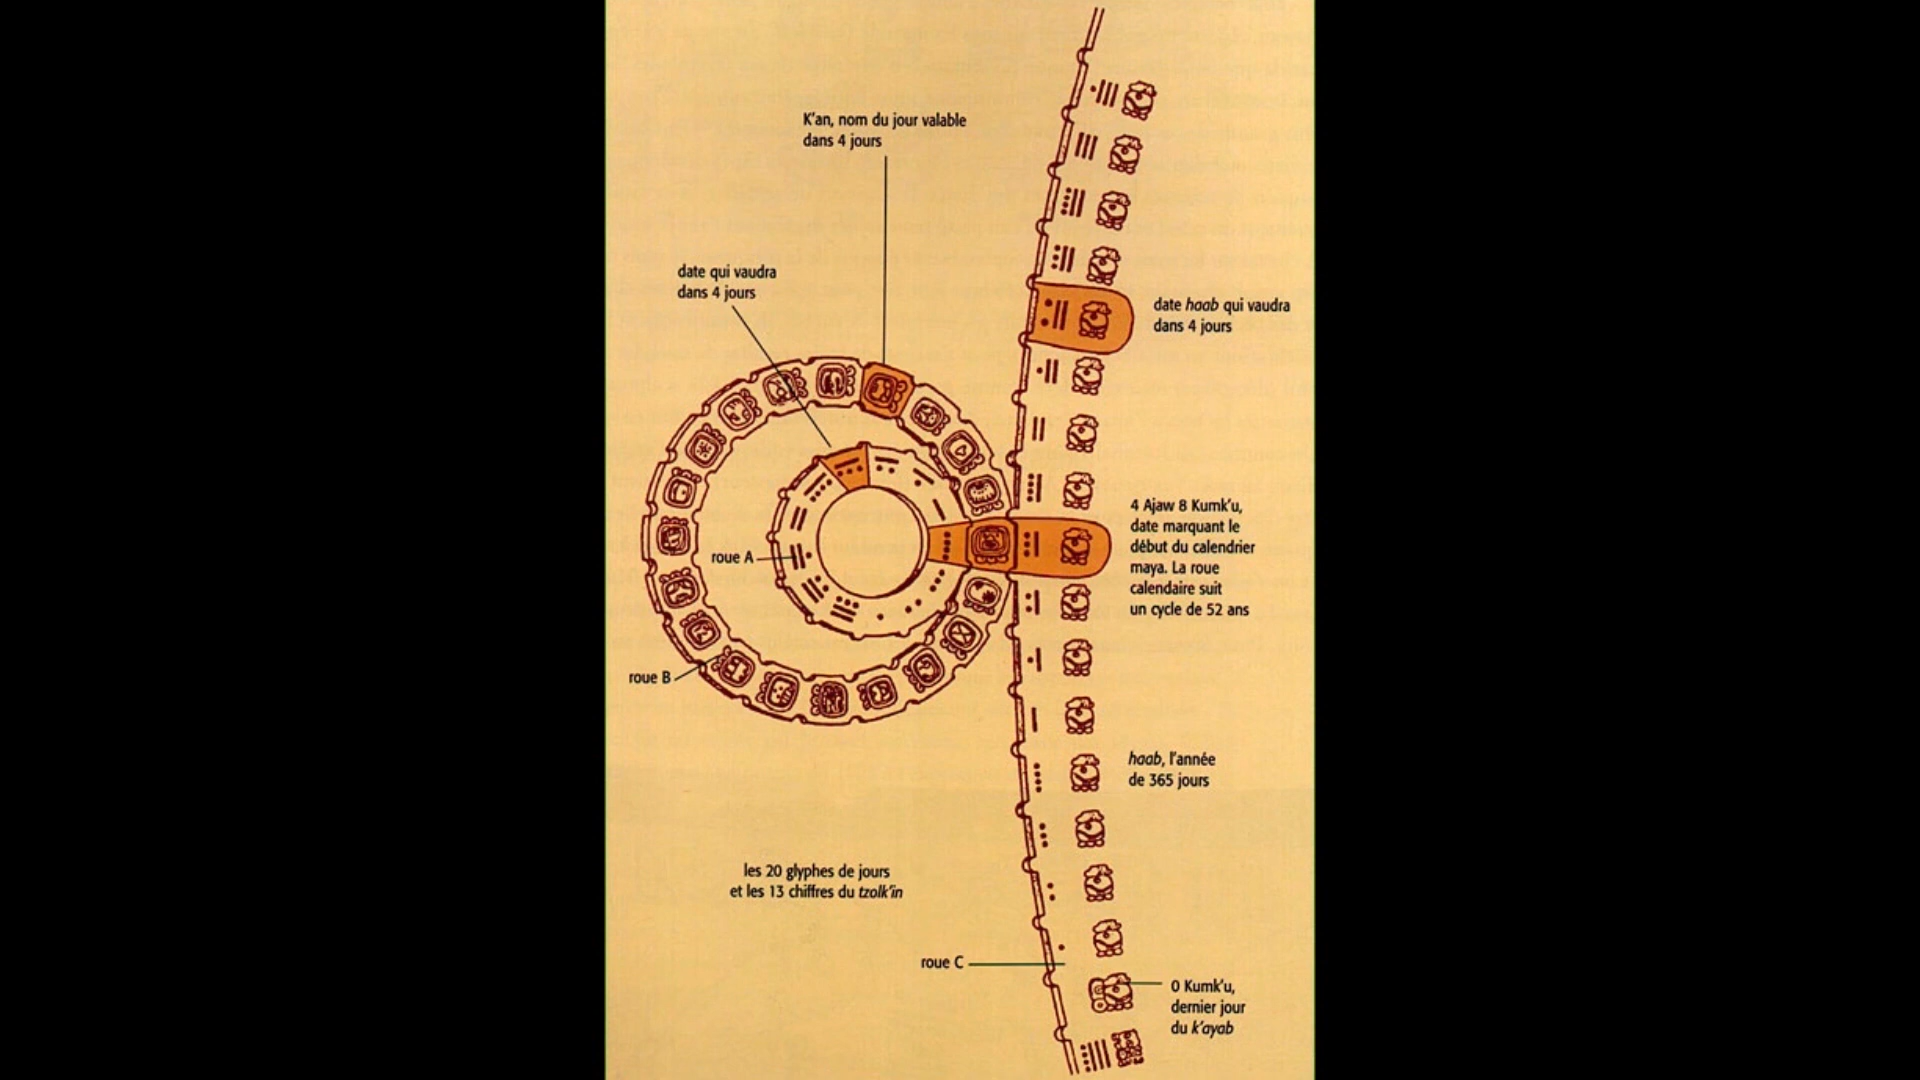 K'an, nom du jour valable
dans 4 jours
date qui vaudra
dans 4 jours
date haab qui vaudra
dans 4 jours
4 Ajaw 8 Kumk'u,
date marquant le
début du calendrier
maya. La roue
calendaire suit
un cycle de 52 ans
roue A
roue B
haab, l'année
de 365 jours
les 20 glyphes de jours
et les 13 chiffres du tzolk'in
roue C
0 Kumk'u,
dernier jour
du k'ayab